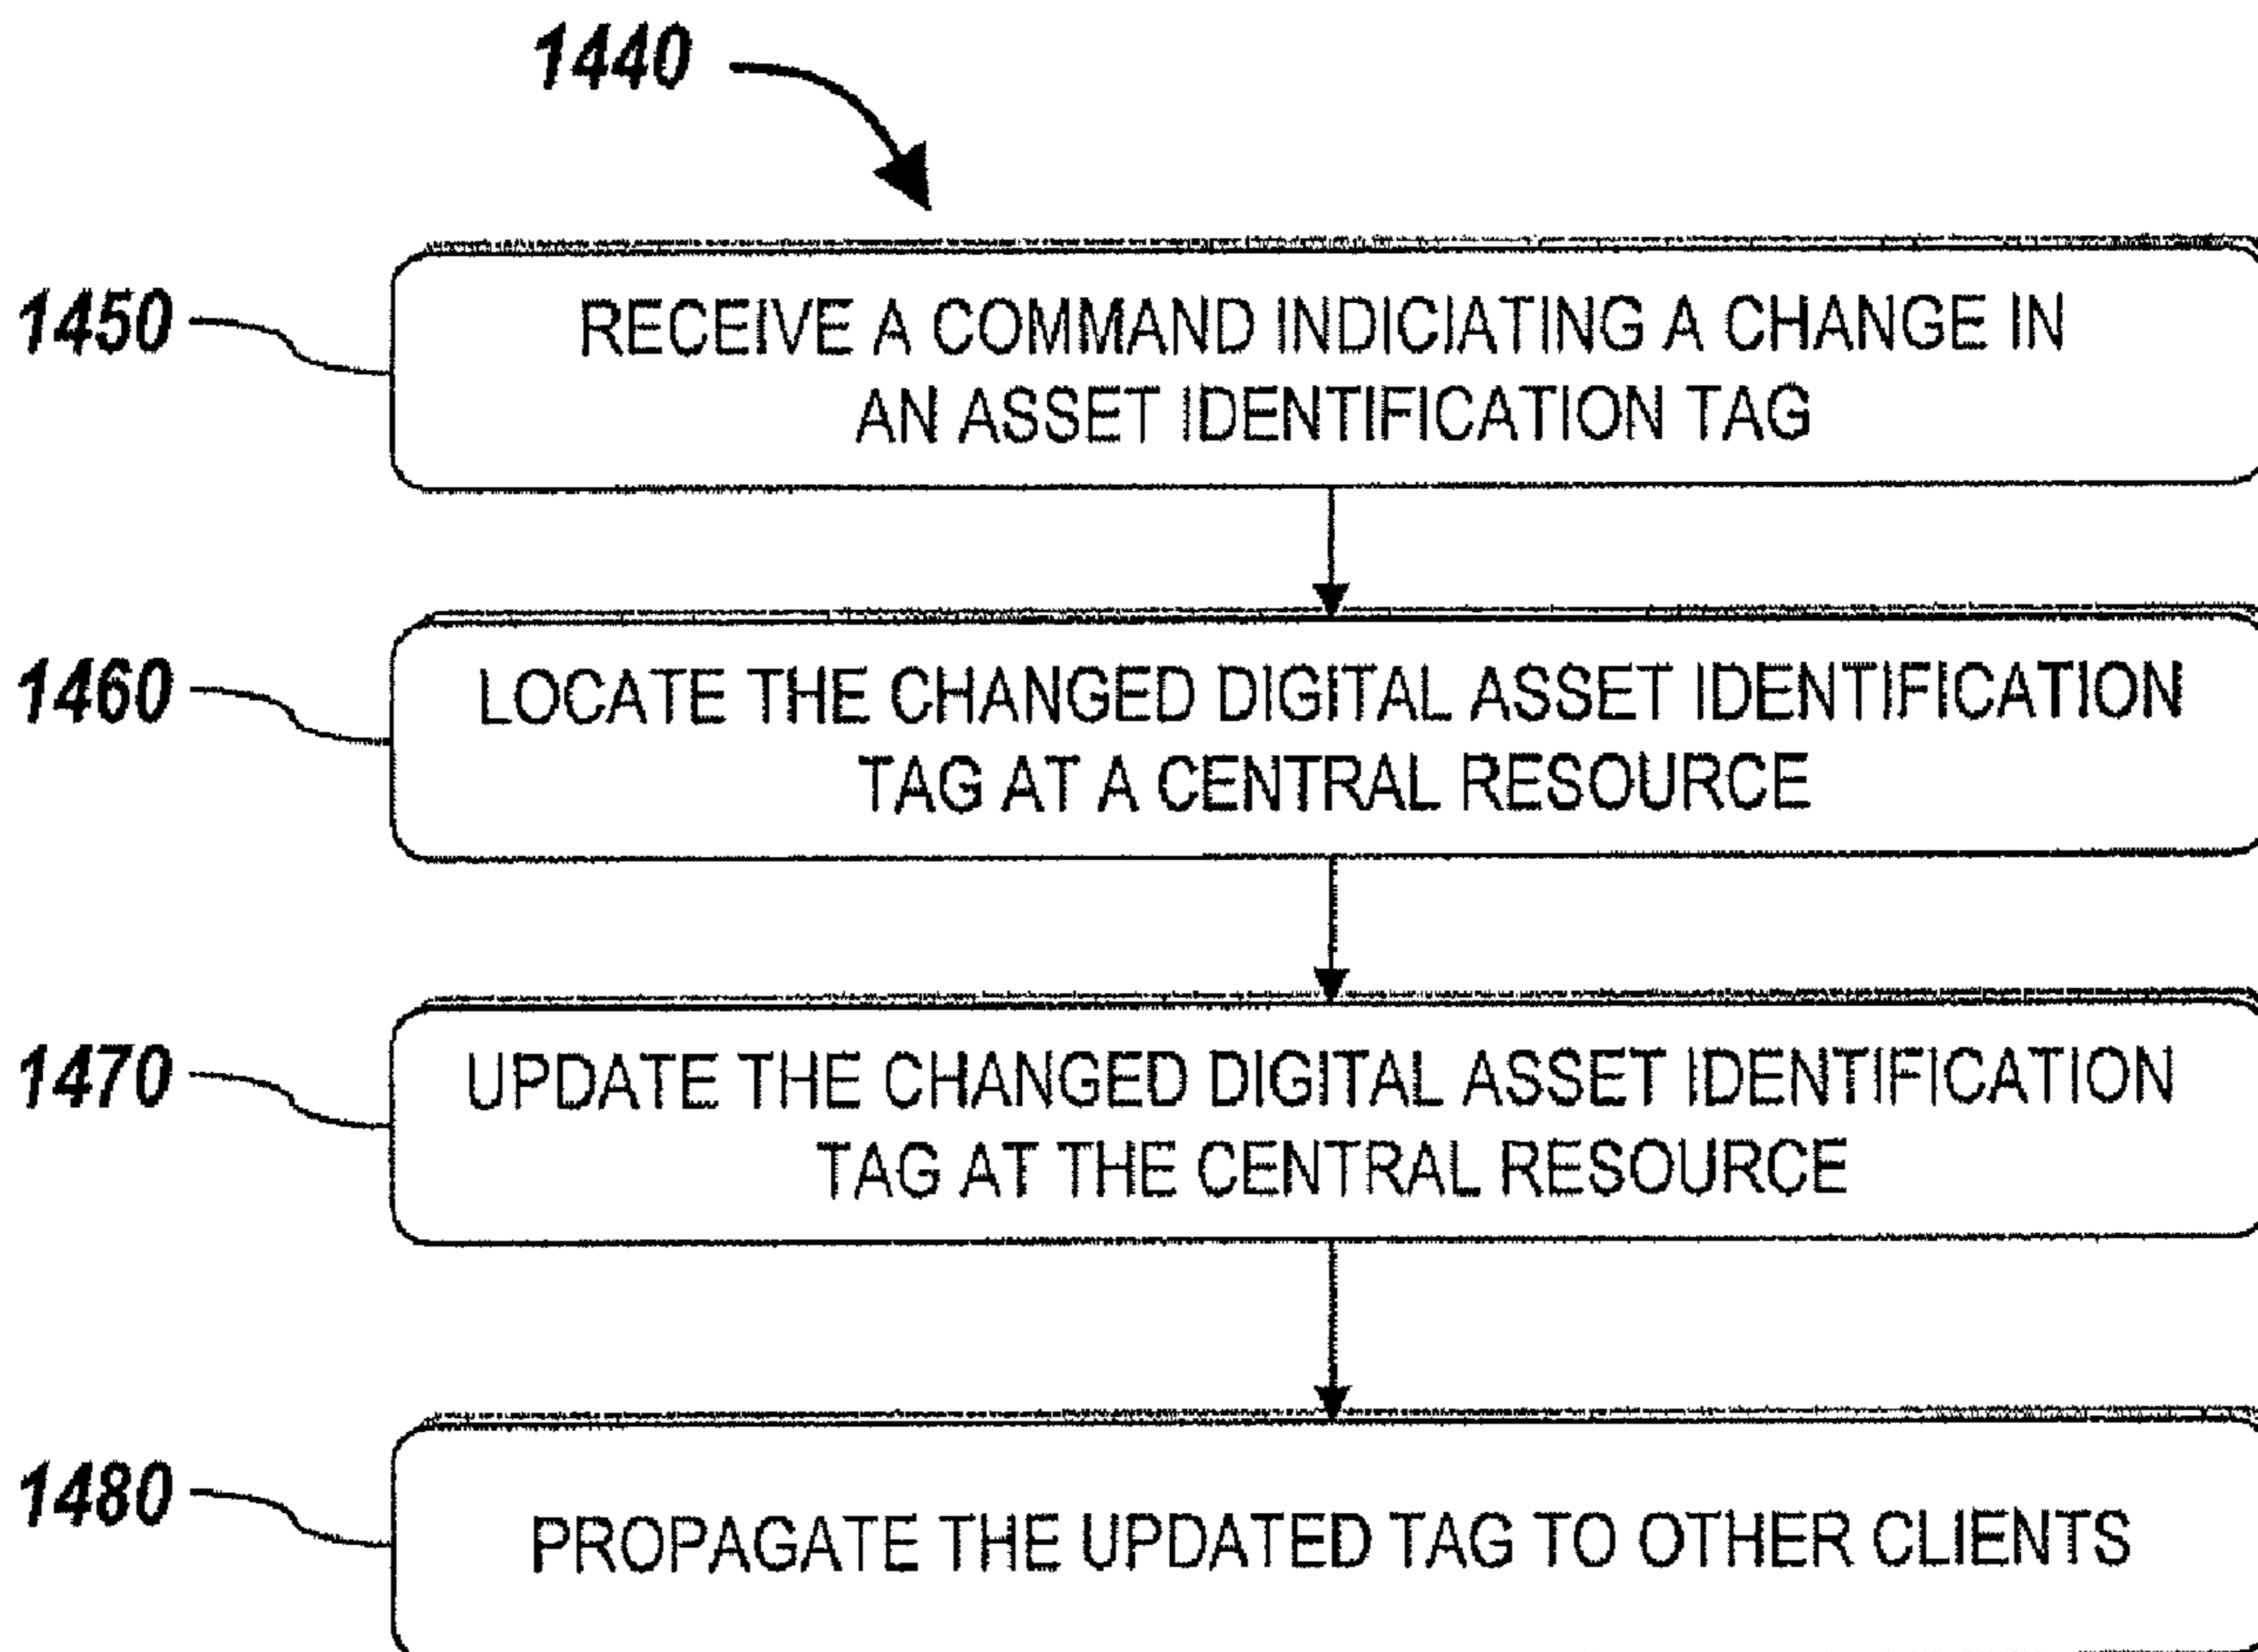 1440
1450
RECEIVE A COMMAND INDICIATING A CHANGE IN
AN ASSET IDENTIFICATION TAG
1460
LOCATE THE CHANGED DIGITAL ASSET IDENTIFICATION
TAG AT A CENTRAL RESOURCE
1470
UPDATE THE CHANGED DIGITAL ASSET IDENTIFICATION
TAG AT THE CENTRAL RESOURCE
1480
PROPAGATE THE UPDATED TAG TO OTHER CLIENTS